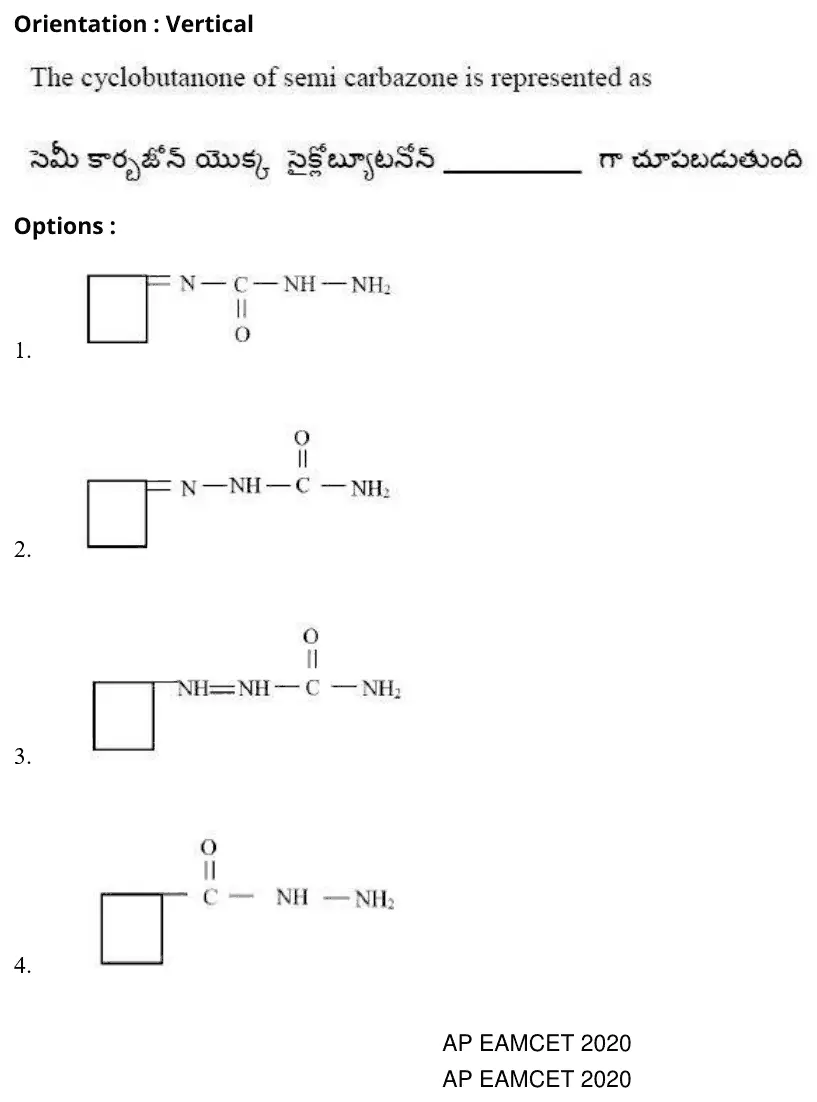 Orientation : Vertical
The cyclobutanone of semi carbazone is represented as
సెమీ కార్బజోన్ యొక్క సైక్లోబ్యూటనోన్ __________ గా చూపబడుతుంది
Options :
N — C — NH — NH₂
||
O
1.
O
||
N — NH — C — NH₂
2.
O
||
NH=NH — C — NH₂
3.
O
||
C — NH — NH₂
4.
AP EAMCET 2020
AP EAMCET 2020